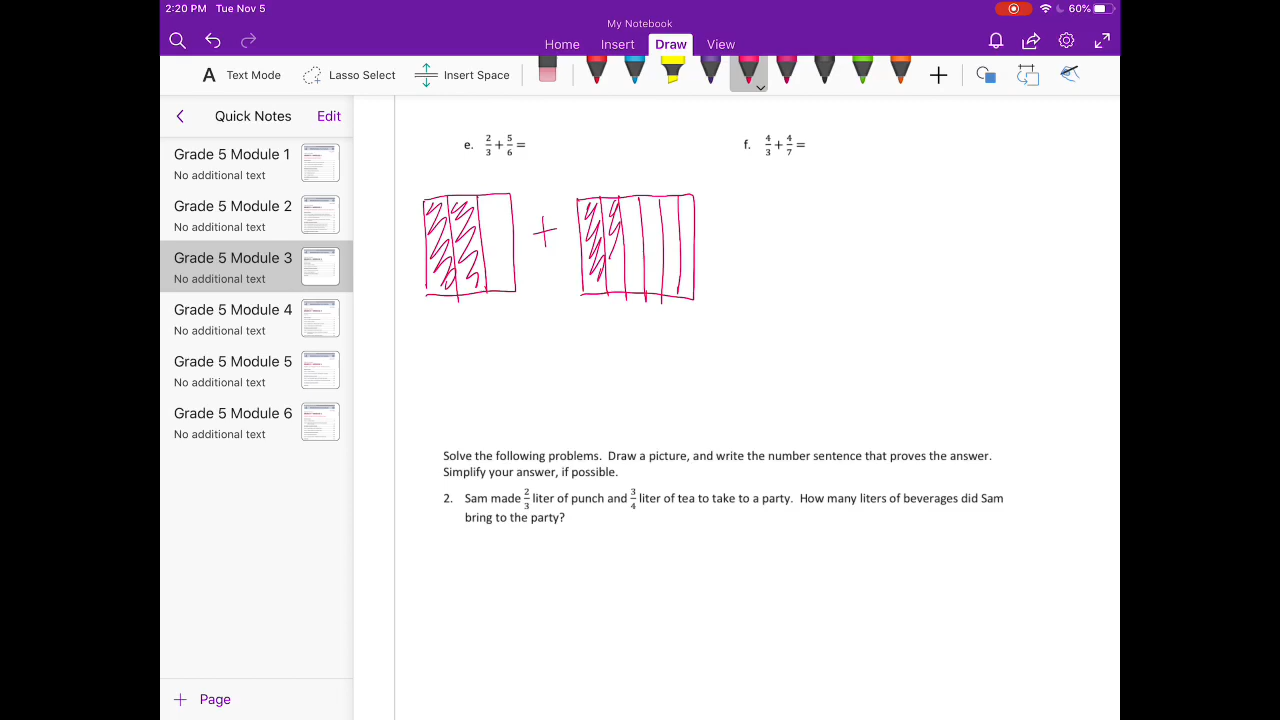 2:20 PM Tue Nov 5
60%
My Notebook
Home Insert Draw View
A Text Mode Lasso Select Insert Space
Quick Notes Edit
Grade 5 Module 1
No additional text
Grade 5 Module 2
No additional text
Grade 5 Module 3
No additional text
Grade 5 Module 4
No additional text
Grade 5 Module 5
No additional text
Grade 5 Module 6
No additional text
+ Page
e. 2/3 + 5/6 =
f. 4/3 + 4/7 =
+
Solve the following problems. Draw a picture, and write the number sentence that proves the answer.
Simplify your answer, if possible.
2. Sam made 2/3 liter of punch and 3/4 liter of tea to take to a party. How many liters of beverages did Sam
bring to the party?